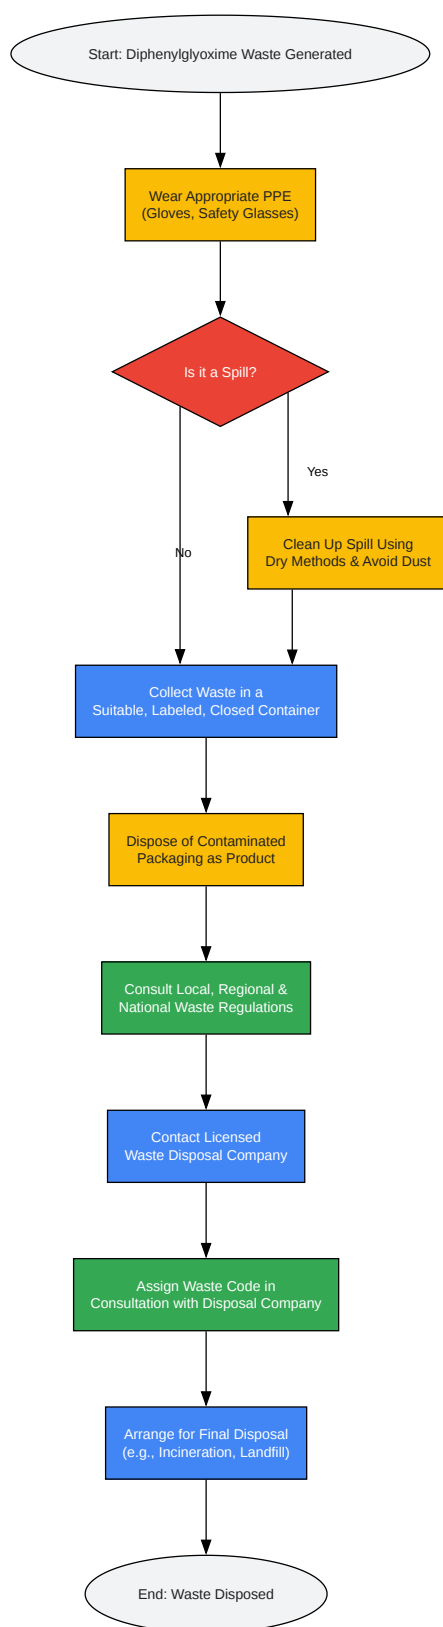 Start: Diphenylglyoxime Waste Generated
Wear Appropriate PPE
(Gloves, Safety Glasses)
Is it a Spill?
Yes
Clean Up Spill Using
Dry Methods & Avoid Dust
No
Collect Waste in a
Suitable, Labeled, Closed Container
Dispose of Contaminated
Packaging as Product
Consult Local, Regional &
National Waste Regulations
Contact Licensed
Waste Disposal Company
Assign Waste Code in
Consultation with Disposal Company
Arrange for Final Disposal
(e.g., Incineration, Landfill)
End: Waste Disposed